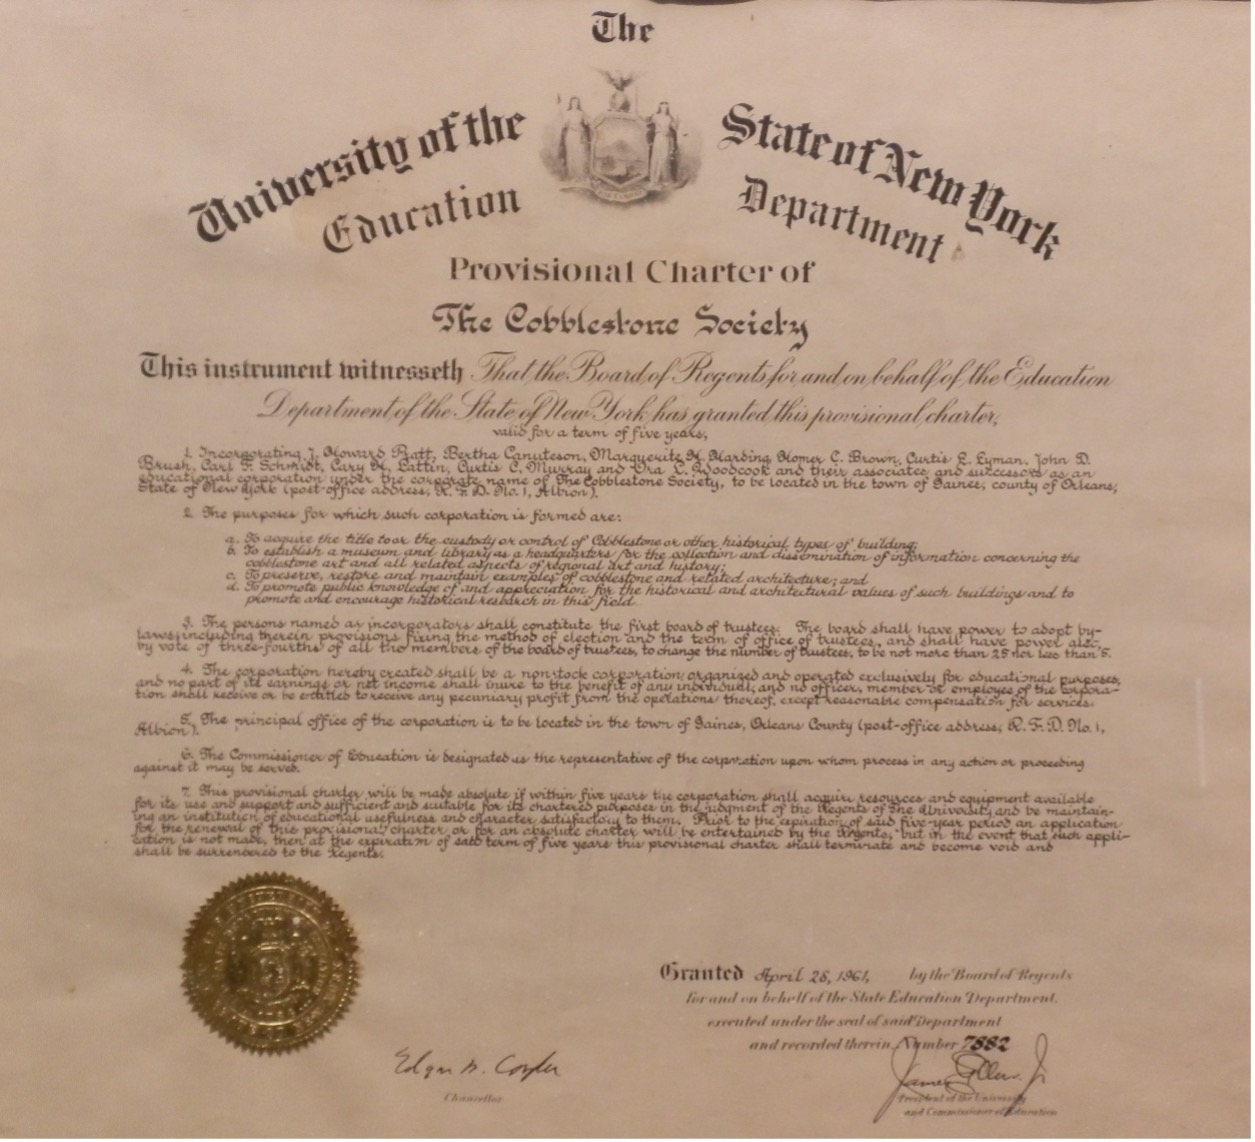 The
University of the State of New York
Education Department
Provisional Charter of
The Cobblestone Society
This instrument witnesseth That the Board of Regents for and on behalf of the Education
Department of the State of New York has granted this provisional charter,
valid for a term of five years,
1. Incorporating J. Howard Pratt, Bertha Canuteson, Marguerite H. Harding, Homer C. Brown, Curtis E. Lyman, John D.
Brush, Carl F. Schmidt, Cary H. Lattin, Curtis C. Murray and Ora L. Woodcook and their associates and successors as an
educational corporation under the corporate name of The Cobblestone Society, to be located in the town of Gaines, county of Orleans,
State of New York (post-office address, R. F. D. No. 1, Albion).
2. The purposes for which such corporation is formed are:
a. To acquire the title to or the custody or control of Cobblestone or other historical types of building;
b. To establish a museum and library as a headquarters for the collection and dissemination of information concerning the
cobblestone art and all related aspects of regional art and history;
c. To preserve, restore and maintain examples of cobblestone and related architecture; and
d. To promote public knowledge of and appreciation for the historical and architectural values of such buildings and to
promote and encourage historical research in this field.
3. The persons named as incorporators shall constitute the first board of trustees. The board shall have power to adopt by-
laws including therein provisions fixing the method of election and the term of office of trustees, and shall have power also,
by vote of three-fourths of all the members of the board of trustees, to change the number of trustees, to be not more than 25 nor less than 5.
4. The corporation hereby created shall be a nonstock corporation organized and operated exclusively for educational purposes,
and no part of its earnings or net income shall inure to the benefit of any individual; and no officer, member or employee of the corpora-
tion shall receive or be entitled to receive any pecuniary profit from the operations thereof, except reasonable compensation for services.
5. The principal office of the corporation is to be located in the town of Gaines, Orleans County (post-office address, R. F. D. No. 1,
Albion).
6. The Commissioner of Education is designated as the representative of the corporation upon whom process in any action or proceeding
against it may be served.
7. This provisional charter will be made absolute if within five years the corporation shall acquire resources and equipment available
for its use and support and sufficient and suitable for its chartered purposes in the judgment of the Regents of The University, and be maintain-
ing an institution of educational usefulness and character satisfactory to them. Prior to the expiration of said five-year period an application
for the renewal of this provisional charter or for an absolute charter will be entertained by the Regents, but in the event that such appli-
cation is not made, then at the expiration of said term of five years this provisional charter shall terminate and become void and
shall be surrendered to the Regents.
Granted April 28, 1961, by the Board of Regents
for and on behalf of the State Education Department
executed under the seal of said Department
and recorded therein. Number 7882
Edgar W. Couper
Chancellor
James E. Allen, Jr
President of the University
and Commissioner of Education